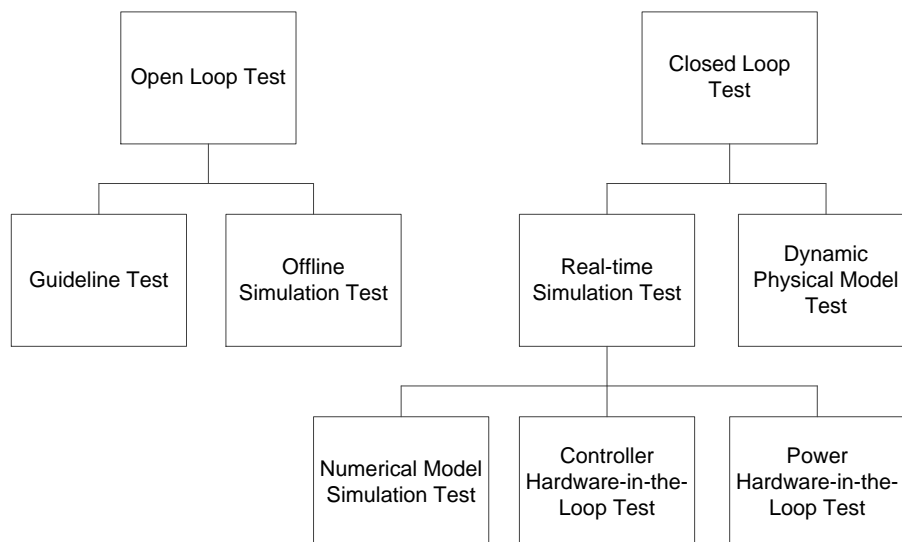 Open Loop Test
Closed Loop
Test
Guideline Test
Offline
Simulation Test
Real-time
Simulation Test
Dynamic
Physical Model
Test
Numerical Model
Simulation Test
Controller
Hardware-in-the-
Loop Test
Power
Hardware-in-the-
Loop Test